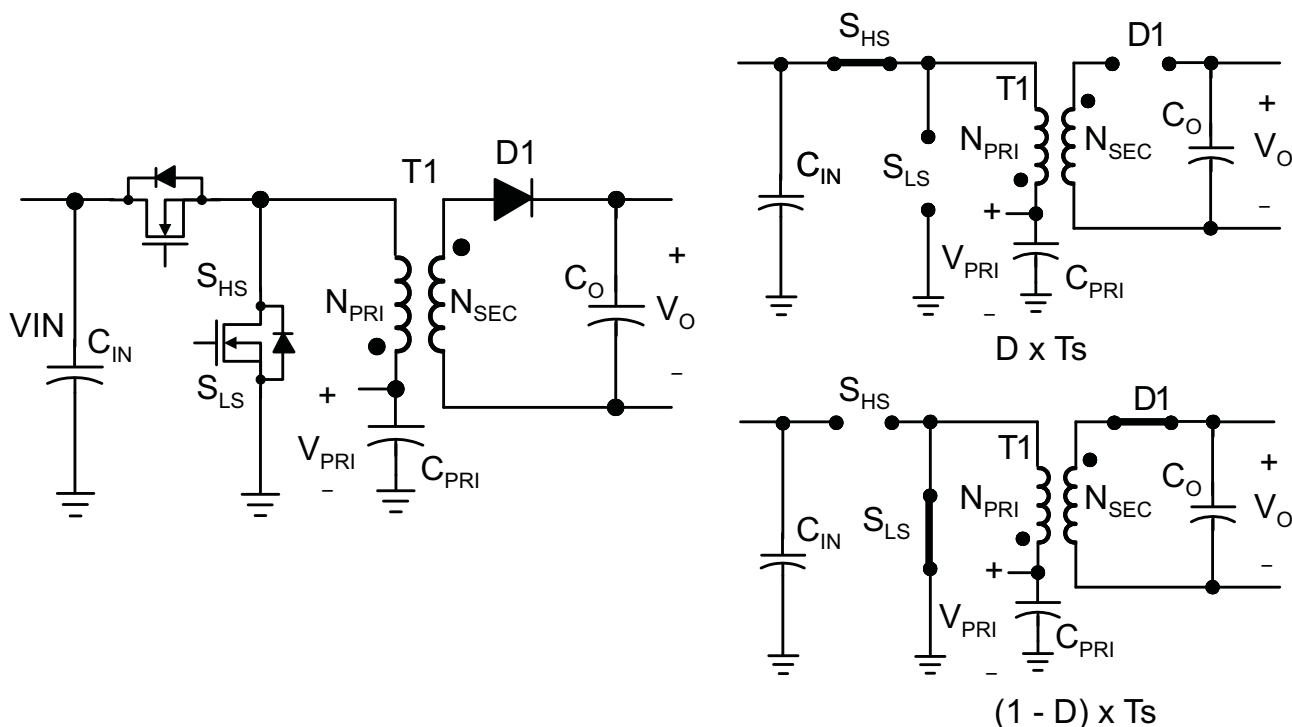 T1
D1
S_HS
N_PRI
N_SEC
C_O
+
V_O
–
VIN
C_IN
S_LS
+
V_PRI
–
C_PRI
S_HS
D1
T1
C_IN
S_LS
N_PRI
N_SEC
C_O
+
V_O
–
+
V_PRI
–
C_PRI
D x Ts
S_HS
D1
T1
C_IN
S_LS
N_PRI
N_SEC
C_O
+
V_O
–
+
V_PRI
–
C_PRI
(1 - D) x Ts